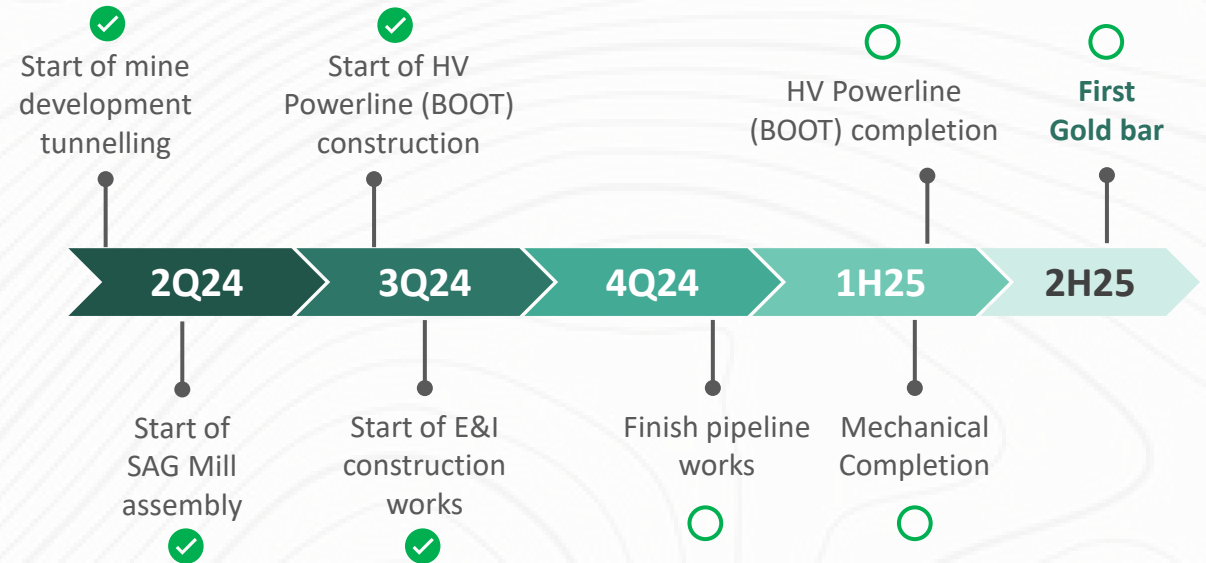 Start of mine
development
tunnelling
Start of HV
Powerline (BOOT)
construction
HV Powerline
(BOOT) completion
First
Gold bar
2Q24
3Q24
4Q24
1H25
2H25
Start of
SAG Mill
assembly
Start of E&I
construction
works
Finish pipeline
works
Mechanical
Completion